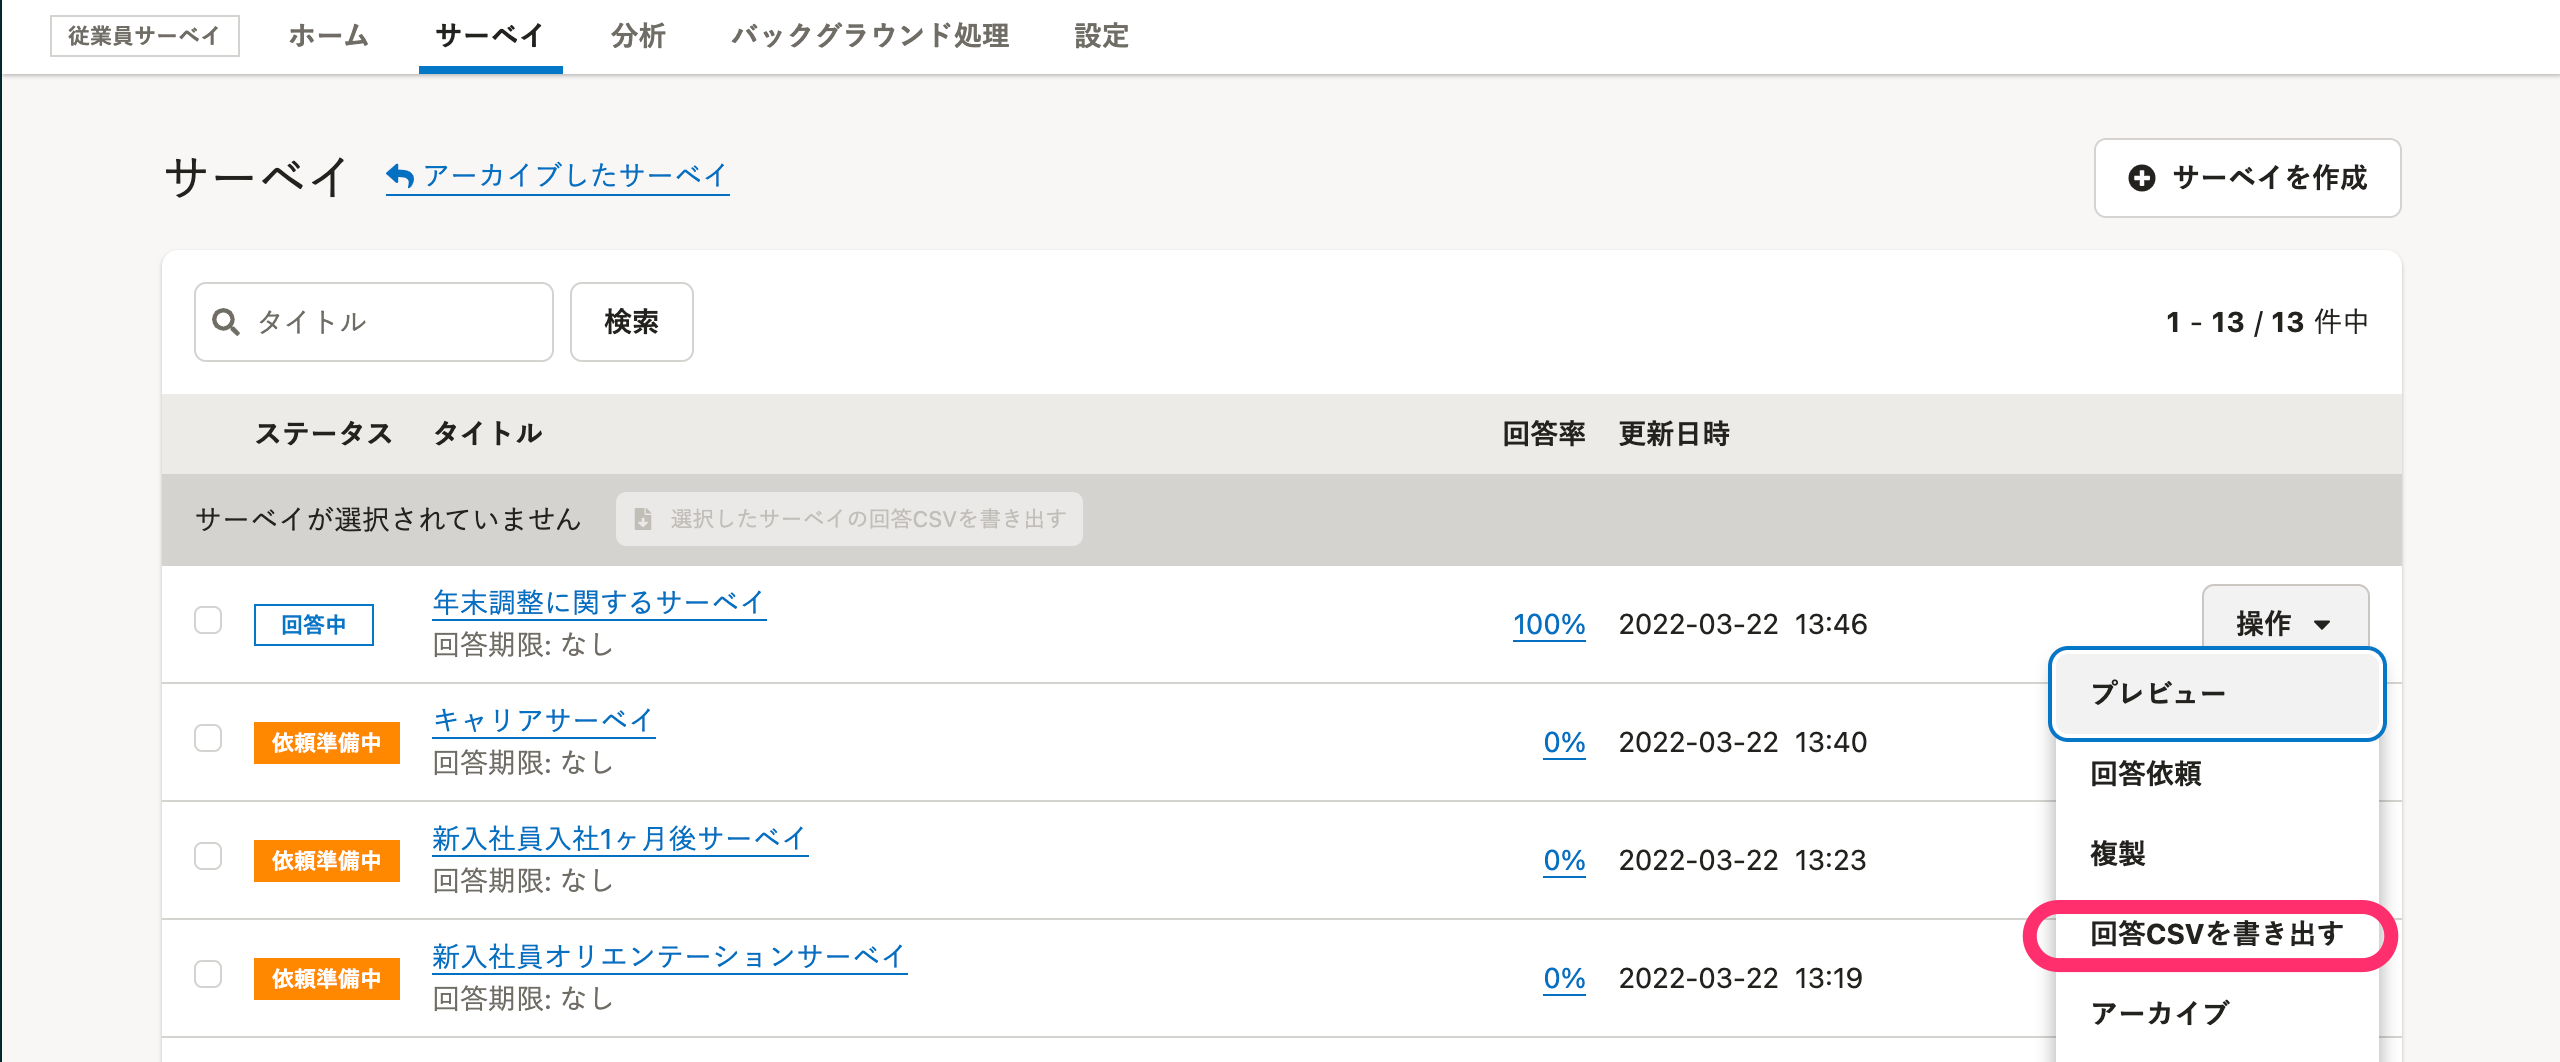 従業員サーベイ ホーム サーベイ 分析 バックグラウンド処理 設定
サーベイ アーカイブしたサーベイ サーベイを作成
タイトル 検索 1 - 13 / 13 件中
ステータス タイトル 回答率 更新日時
サーベイが選択されていません 選択したサーベイの回答CSVを書き出す
回答中 年末調整に関するサーベイ 100% 2022-03-22 13:46 操作
回答期限: なし
プレビュー
依頼準備中 キャリアサーベイ 0% 2022-03-22 13:40
回答期限: なし
回答依頼
複製
依頼準備中 新入社員入社1ヶ月後サーベイ 0% 2022-03-22 13:23
回答期限: なし
回答CSVを書き出す
依頼準備中 新入社員オリエンテーションサーベイ 0% 2022-03-22 13:19
回答期限: なし
アーカイブ